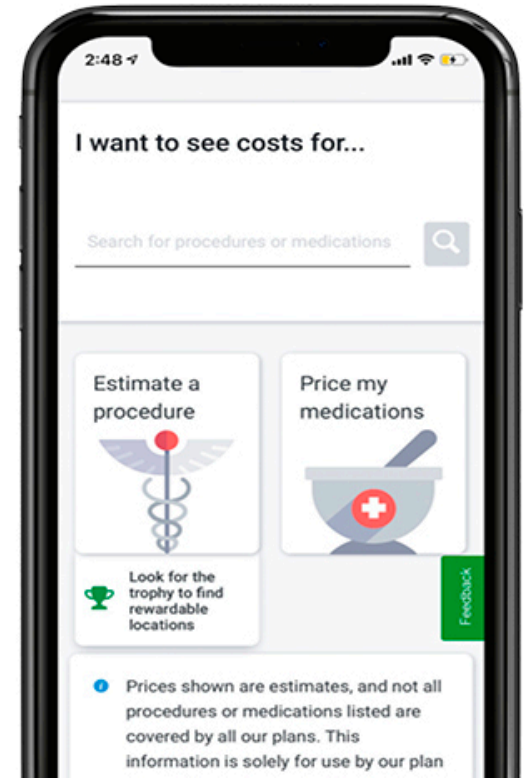 2:48
I want to see costs for...
Search for procedures or medications
Estimate a
procedure
Price my
medications
Look for the
trophy to find
rewardable
locations
Feedback
Prices shown are estimates, and not all
procedures or medications listed are
covered by all our plans. This
information is solely for use by our plan